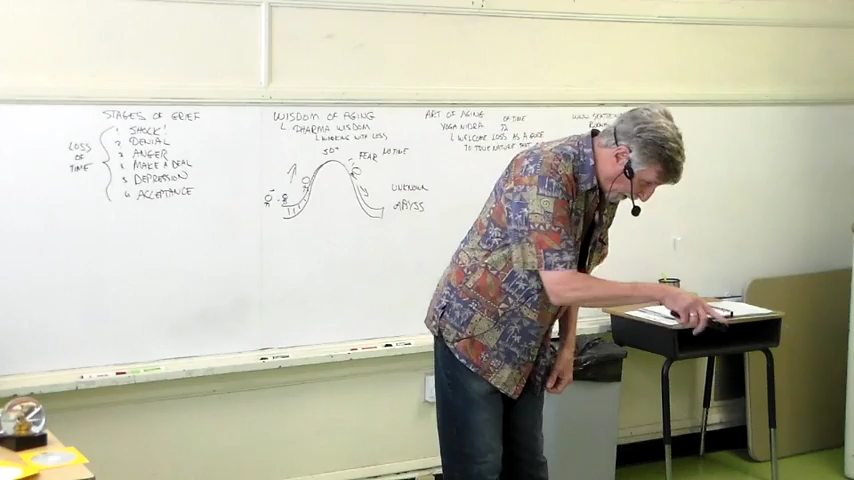 STAGES OF GRIEF
LOSS OF TIME
1 SHOCK!
2 DENIAL
3 ANGER
4 MAKE A DEAL
5 DEPRESSION
6 ACCEPTANCE
WISDOM OF AGING
L DHARMA WISDOM
L WORKING WITH LOSS
50°
FEAR NO TIME
UNKNOWN
ABYSS
ART OF AGING
YOGA NIDRA
OF TIME
L WELCOME LOSS AS A
TO YOUR NATURE